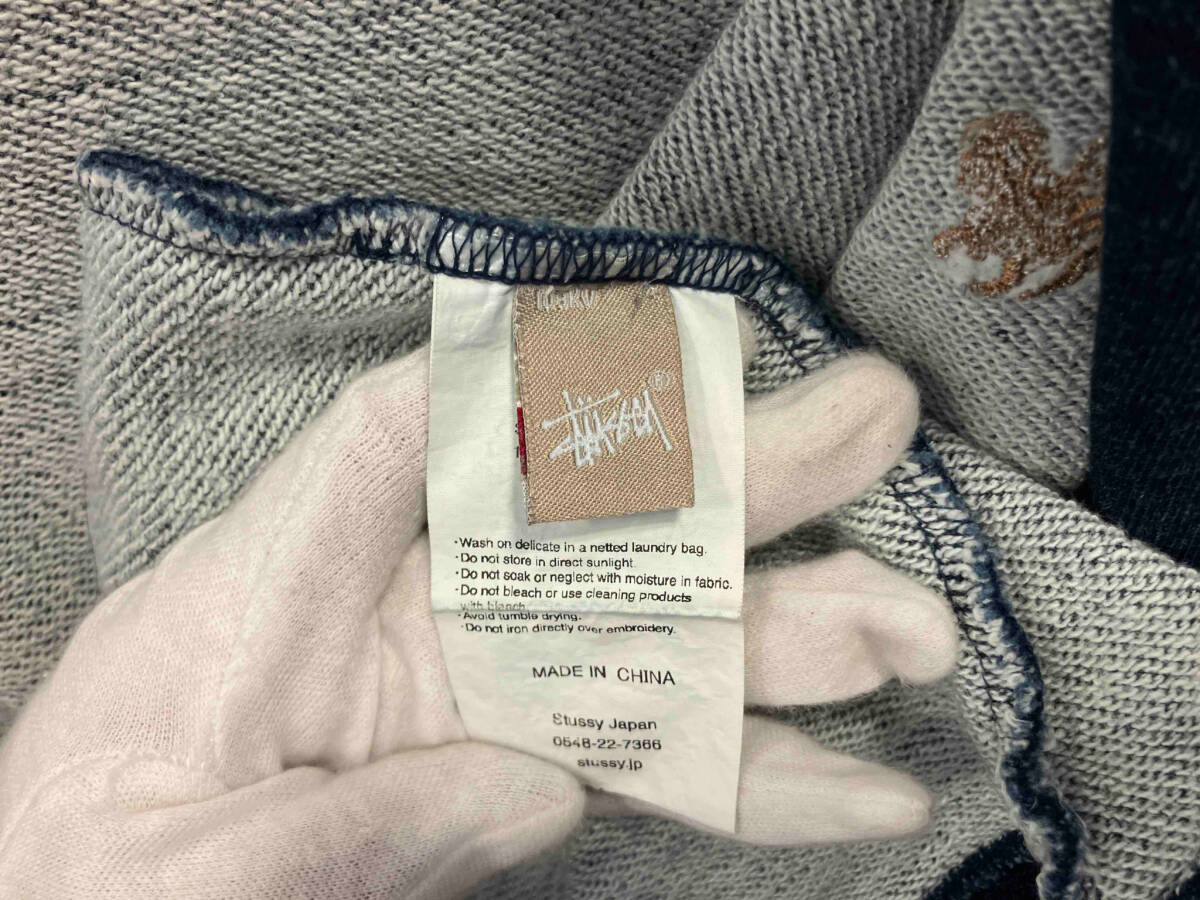 Stüssy®
·Wash on delicate in a netted laundry bag.
·Do not store in direct sunlight.
·Do not soak or neglect with moisture in fabric.
·Do not bleach or use cleaning products
with bleach.
·Avoid tumble drying.
·Do not iron directly over embroidery.
MADE IN CHINA
Stussy Japan
0548-22-7366
stussy.jp